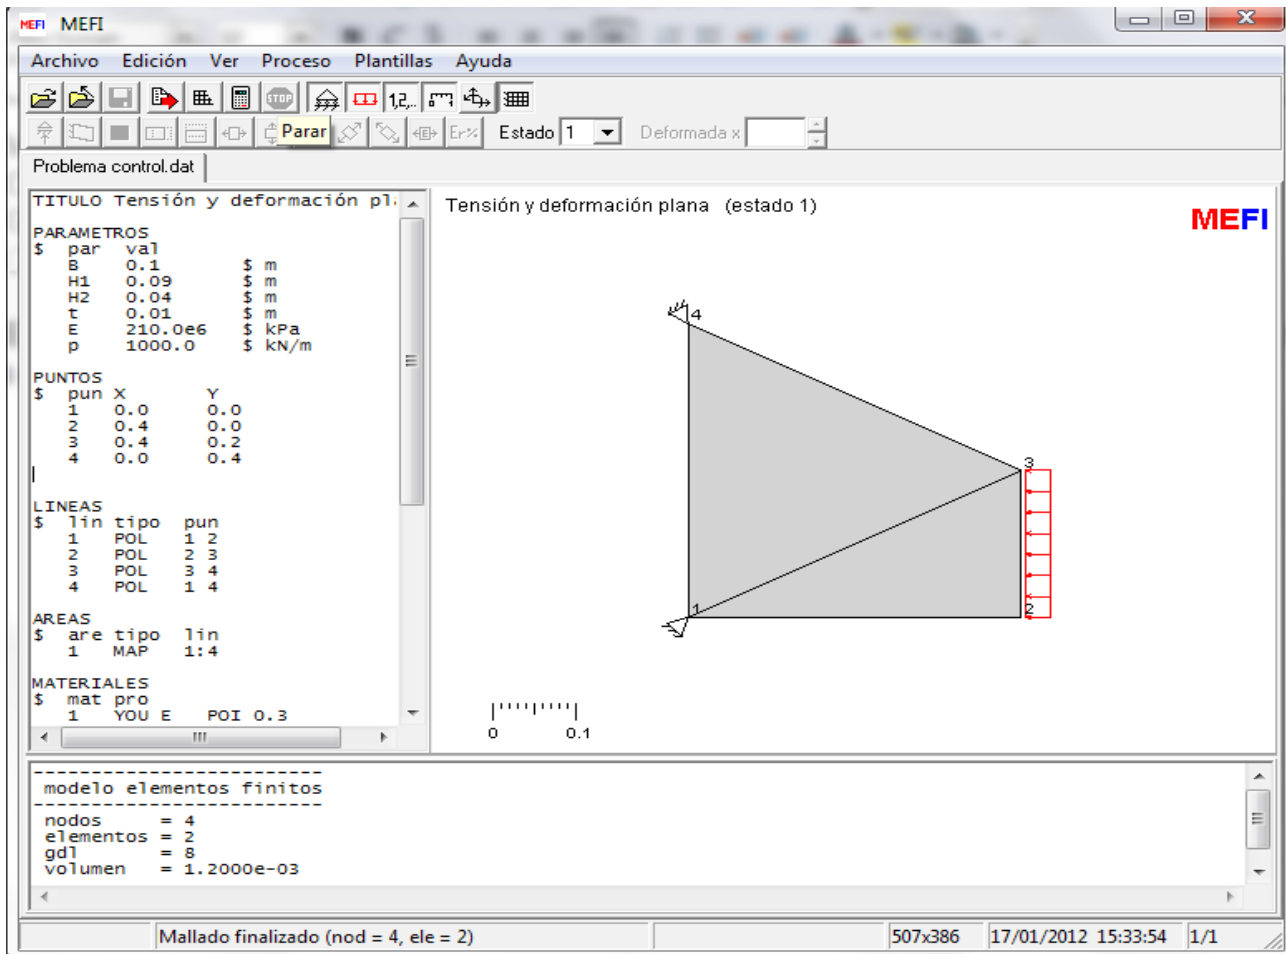 MEFI MEFI
Archivo Edición Ver Proceso Plantillas Ayuda
STOP 1,2,..
Parar Er% Estado 1 Deformada x
Problema control.dat
TITULO Tensión y deformación pl
PARAMETROS
$ par val
B 0.1 $ m
H1 0.09 $ m
H2 0.04 $ m
t 0.01 $ m
E 210.0e6 $ kPa
p 1000.0 $ kN/m
PUNTOS
$ pun X Y
1 0.0 0.0
2 0.4 0.0
3 0.4 0.2
4 0.0 0.4
LINEAS
$ lin tipo pun
1 POL 1 2
2 POL 2 3
3 POL 3 4
4 POL 1 4
AREAS
$ are tipo lin
1 MAP 1:4
MATERIALES
$ mat pro
1 YOU E POI 0.3
Tensión y deformación plana (estado 1)
MEFI
4
3
1
2
0 0.1
------------------------
modelo elementos finitos
------------------------
nodos = 4
elementos = 2
gdl = 8
volumen = 1.2000e-03
Mallado finalizado (nod = 4, ele = 2) 507x386 17/01/2012 15:33:54 1/1